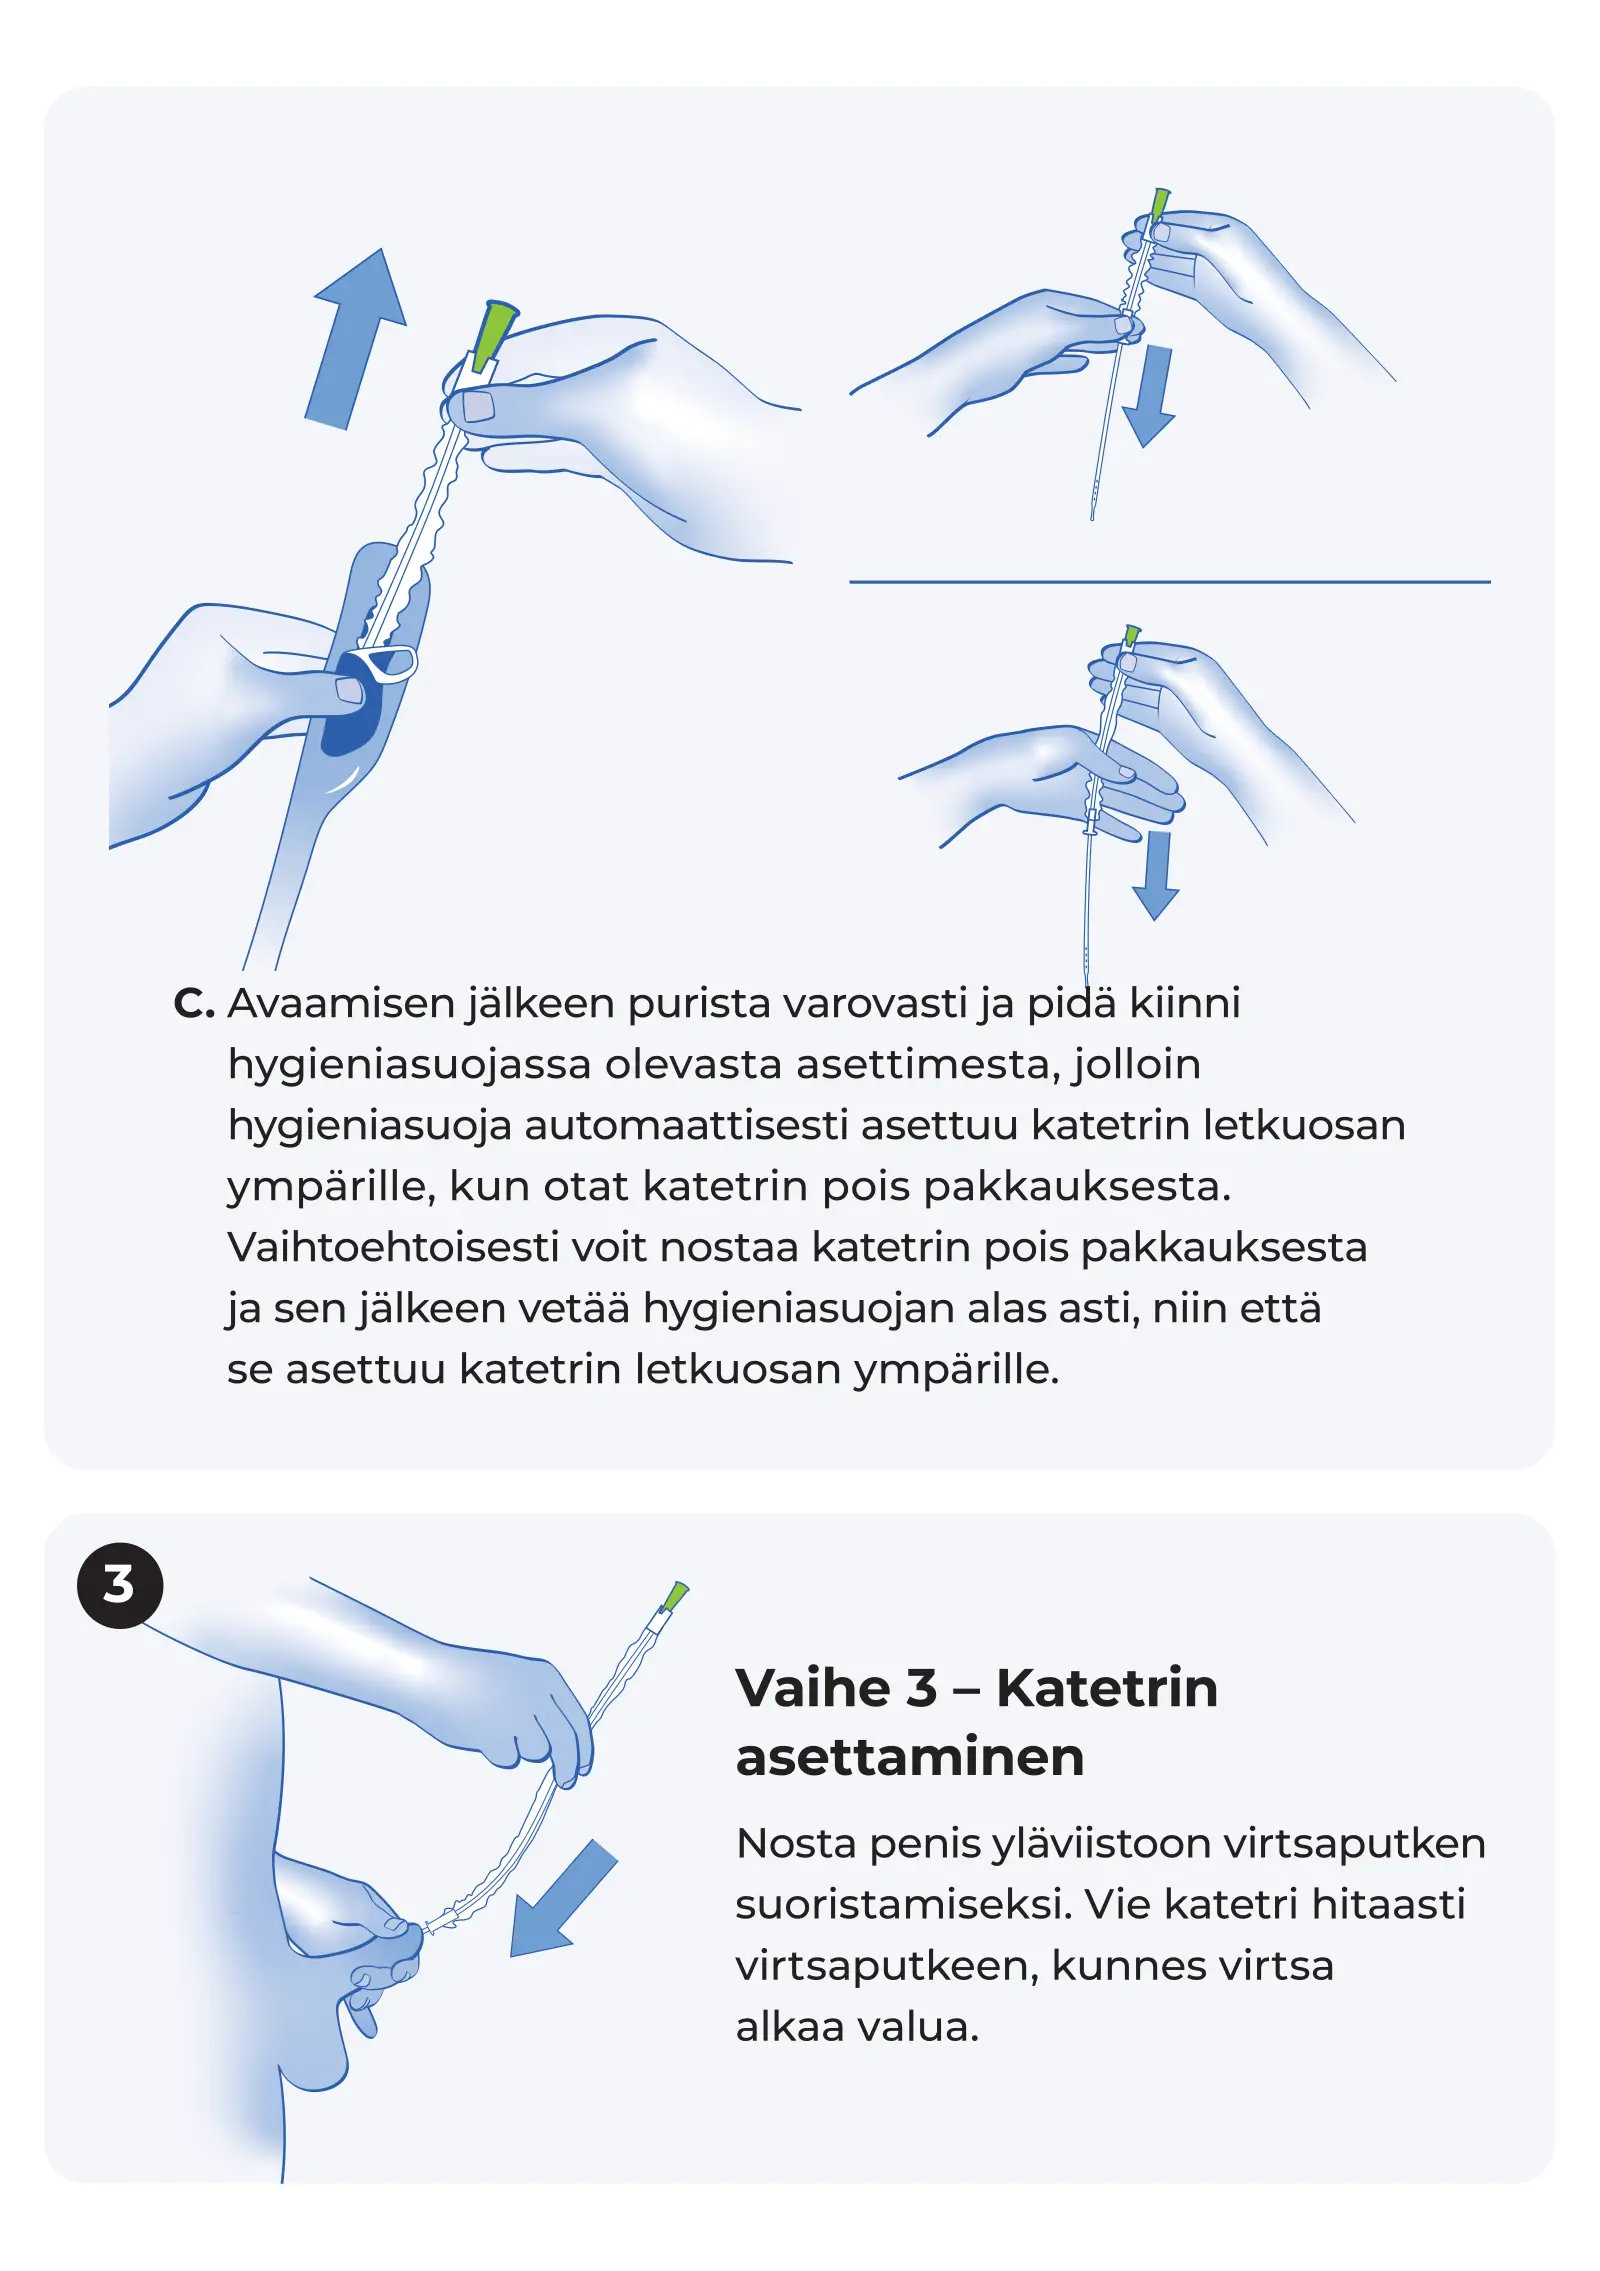 C. Avaamisen jälkeen purista varovasti ja pidä kiinni
hygieniasuojassa olevasta asettimesta, jolloin
hygieniasuoja automaattisesti asettuu katetrin letkuosan
ympärille, kun otat katetrin pois pakkauksesta.
Vaihtoehtoisesti voit nostaa katetrin pois pakkauksesta
ja sen jälkeen vetää hygieniasuojan alas asti, niin että
se asettuu katetrin letkuosan ympärille.
3
Vaihe 3 – Katetrin
asettaminen
Nosta penis yläviistoon virtsaputken
suoristamiseksi. Vie katetri hitaasti
virtsaputkeen, kunnes virtsa
alkaa valua.